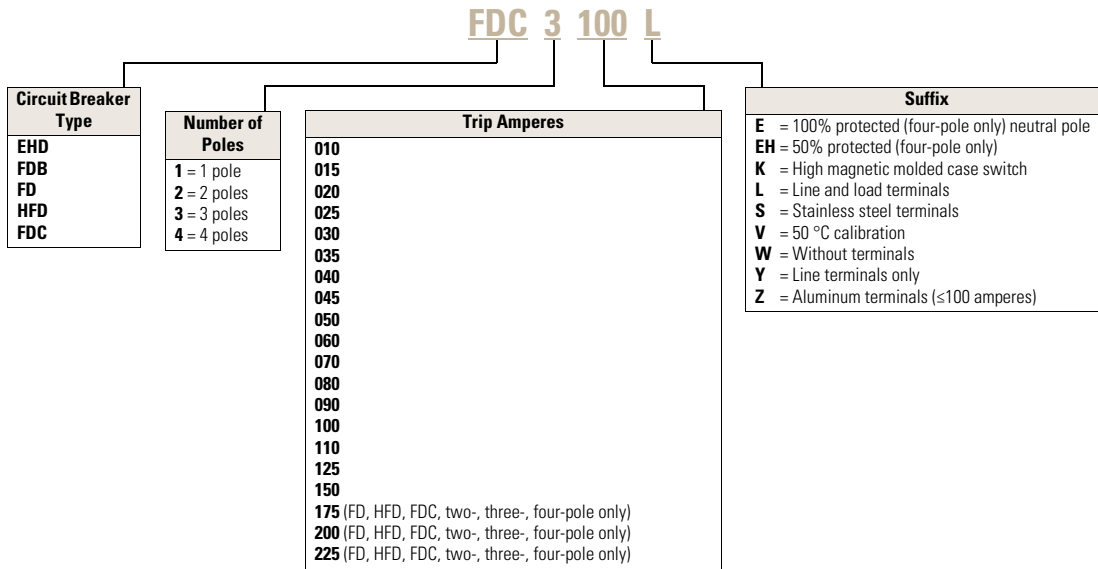 FDC 3 100 L
Circuit Breaker
Type
EHD
FDB
FD
HFD
FDC
Number of
Poles
1 = 1 pole
2 = 2 poles
3 = 3 poles
4 = 4 poles
Trip Amperes
010
015
020
025
030
035
040
045
050
060
070
080
090
100
110
125
150
175 (FD, HFD, FDC, two-, three-, four-pole only)
200 (FD, HFD, FDC, two-, three-, four-pole only)
225 (FD, HFD, FDC, two-, three-, four-pole only)
Suffix
E = 100% protected (four-pole only) neutral pole
EH = 50% protected (four-pole only)
K = High magnetic molded case switch
L = Line and load terminals
S = Stainless steel terminals
V = 50 °C calibration
W = Without terminals
Y = Line terminals only
Z = Aluminum terminals (≤100 amperes)